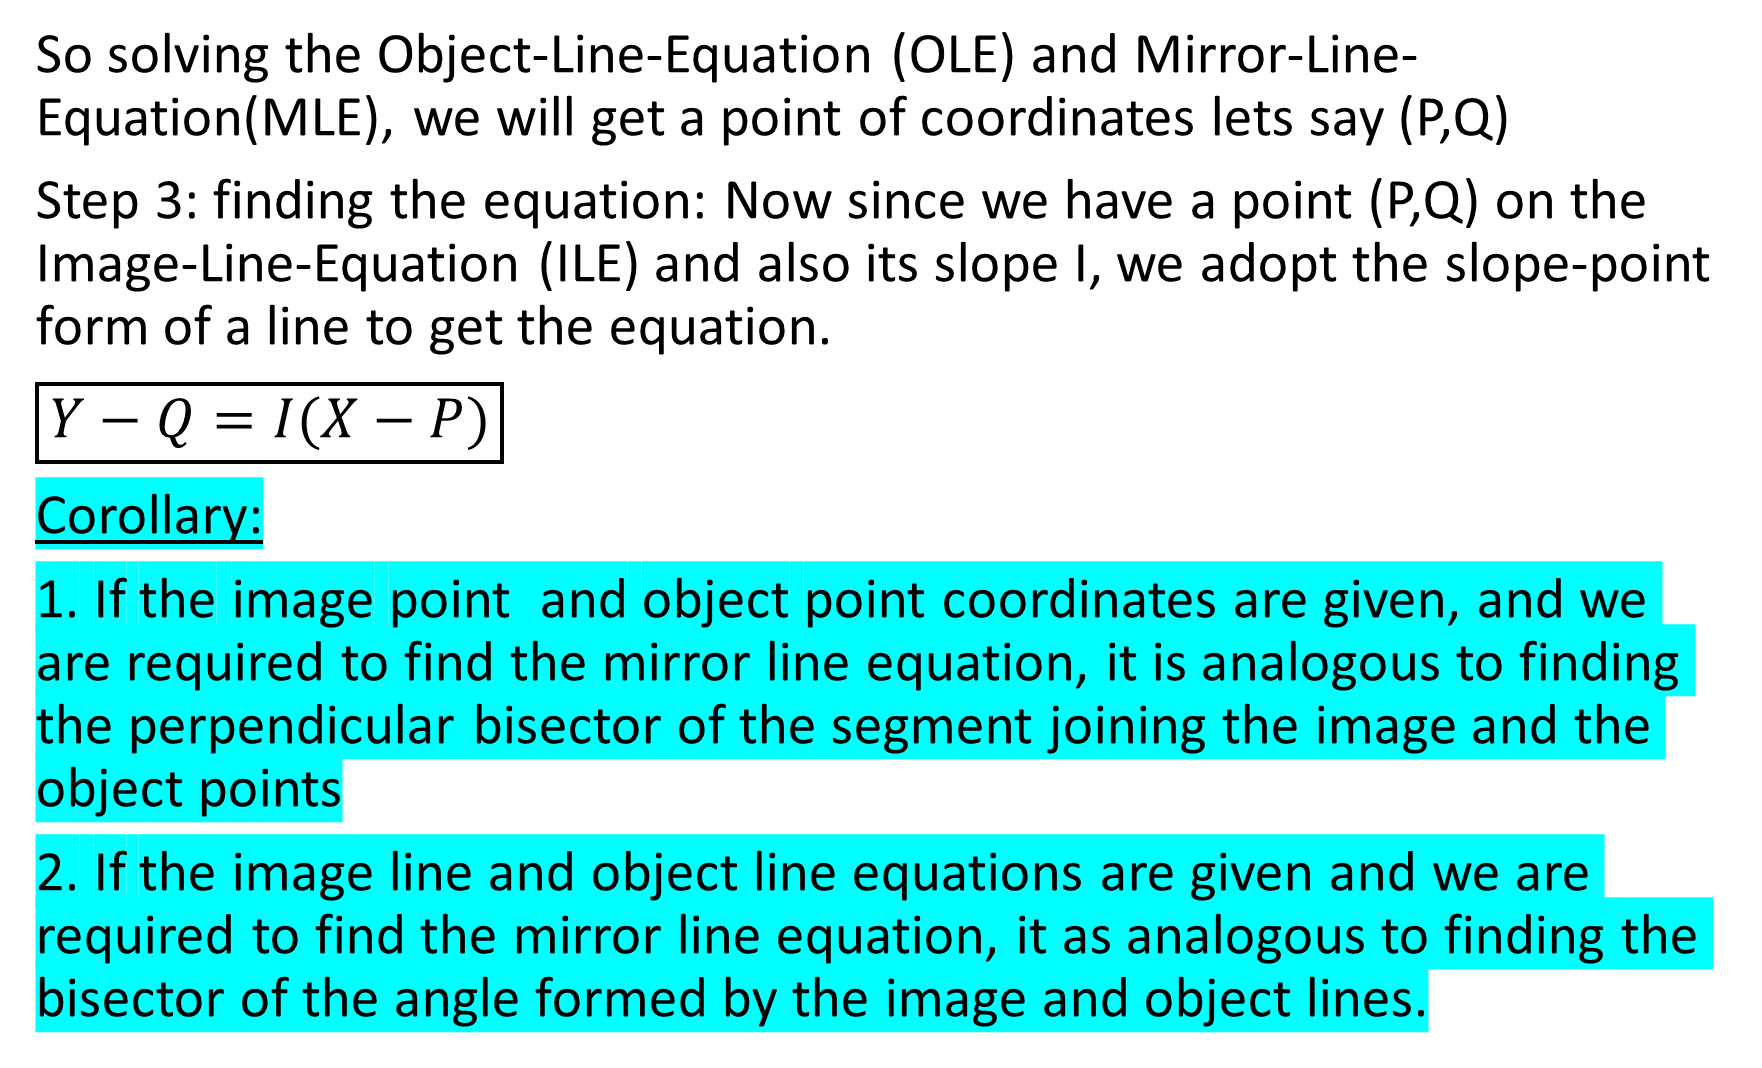 So solving the Object-Line-Equation (OLE) and Mirror-Line-
Equation(MLE), we will get a point of coordinates lets say (P,Q)
Step 3: finding the equation: Now since we have a point (P,Q) on the
Image-Line-Equation (ILE) and also its slope I, we adopt the slope-point
form of a line to get the equation.
Y − Q = I(X − P)
Corollary:
1. If the image point  and object point coordinates are given, and we
are required to find the mirror line equation, it is analogous to finding
the perpendicular bisector of the segment joining the image and the
object points
2. If the image line and object line equations are given and we are
required to find the mirror line equation, it as analogous to finding the
bisector of the angle formed by the image and object lines.